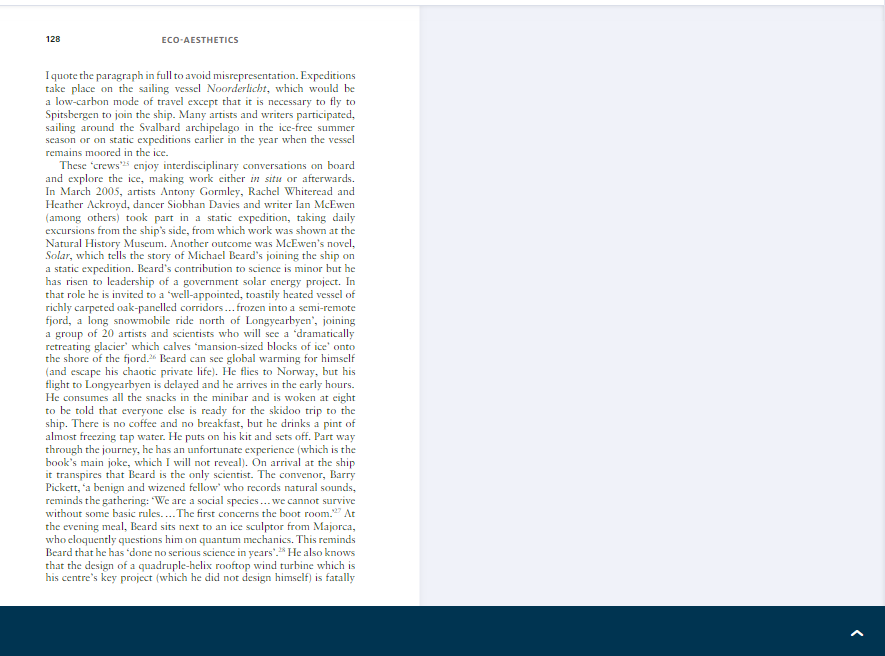 128
ECO-AESTHETICS
I quote the paragraph in full to avoid misrepresentation. Expeditions
take place on the sailing vessel Noorderlicht, which would be
a low-carbon mode of travel except that it is necessary to fly to
Spitsbergen to join the ship. Many artists and writers participated,
sailing around the Svalbard archipelago in the ice-free summer
season or on static expeditions earlier in the year when the vessel
remains moored in the ice.
These ‘crews’²⁵ enjoy interdisciplinary conversations on board
and explore the ice, making work either in situ or afterwards.
In March 2005, artists Antony Gormley, Rachel Whiteread and
Heather Ackroyd, dancer Siobhan Davies and writer Ian McEwen
(among others) took part in a static expedition, taking daily
excursions from the ship’s side, from which work was shown at the
Natural History Museum. Another outcome was McEwen’s novel,
Solar, which tells the story of Michael Beard’s joining the ship on
a static expedition. Beard’s contribution to science is minor but he
has risen to leadership of a government solar energy project. In
that role he is invited to a ‘well-appointed, toastily heated vessel of
richly carpeted oak-panelled corridors … frozen into a semi-remote
fjord, a long snowmobile ride north of Longyearbyen’, joining
a group of 20 artists and scientists who will see a ‘dramatically
retreating glacier’ which calves ‘mansion-sized blocks of ice’ onto
the shore of the fjord.²⁶ Beard can see global warming for himself
(and escape his chaotic private life). He flies to Norway, but his
flight to Longyearbyen is delayed and he arrives in the early hours.
He consumes all the snacks in the minibar and is woken at eight
to be told that everyone else is ready for the skidoo trip to the
ship. There is no coffee and no breakfast, but he drinks a pint of
almost freezing tap water. He puts on his kit and sets off. Part way
through the journey, he has an unfortunate experience (which is the
book’s main joke, which I will not reveal). On arrival at the ship
it transpires that Beard is the only scientist. The convenor, Barry
Pickett, ‘a benign and wizened fellow’ who records natural sounds,
reminds the gathering: ‘We are a social species … we cannot survive
without some basic rules. … The first concerns the boot room.’²⁷ At
the evening meal, Beard sits next to an ice sculptor from Majorca,
who eloquently questions him on quantum mechanics. This reminds
Beard that he has ‘done no serious science in years’.²⁸ He also knows
that the design of a quadruple-helix rooftop wind turbine which is
his centre’s key project (which he did not design himself) is fatally